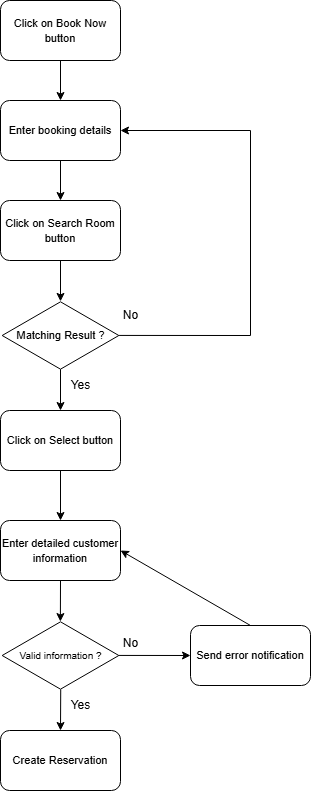 Click on Book Now
button
Enter booking details
Click on Search Room
button
Matching Result ?
No
Yes
Click on Select button
Enter detailed customer
information
Valid information ?
No
Send error notification
Yes
Create Reservation